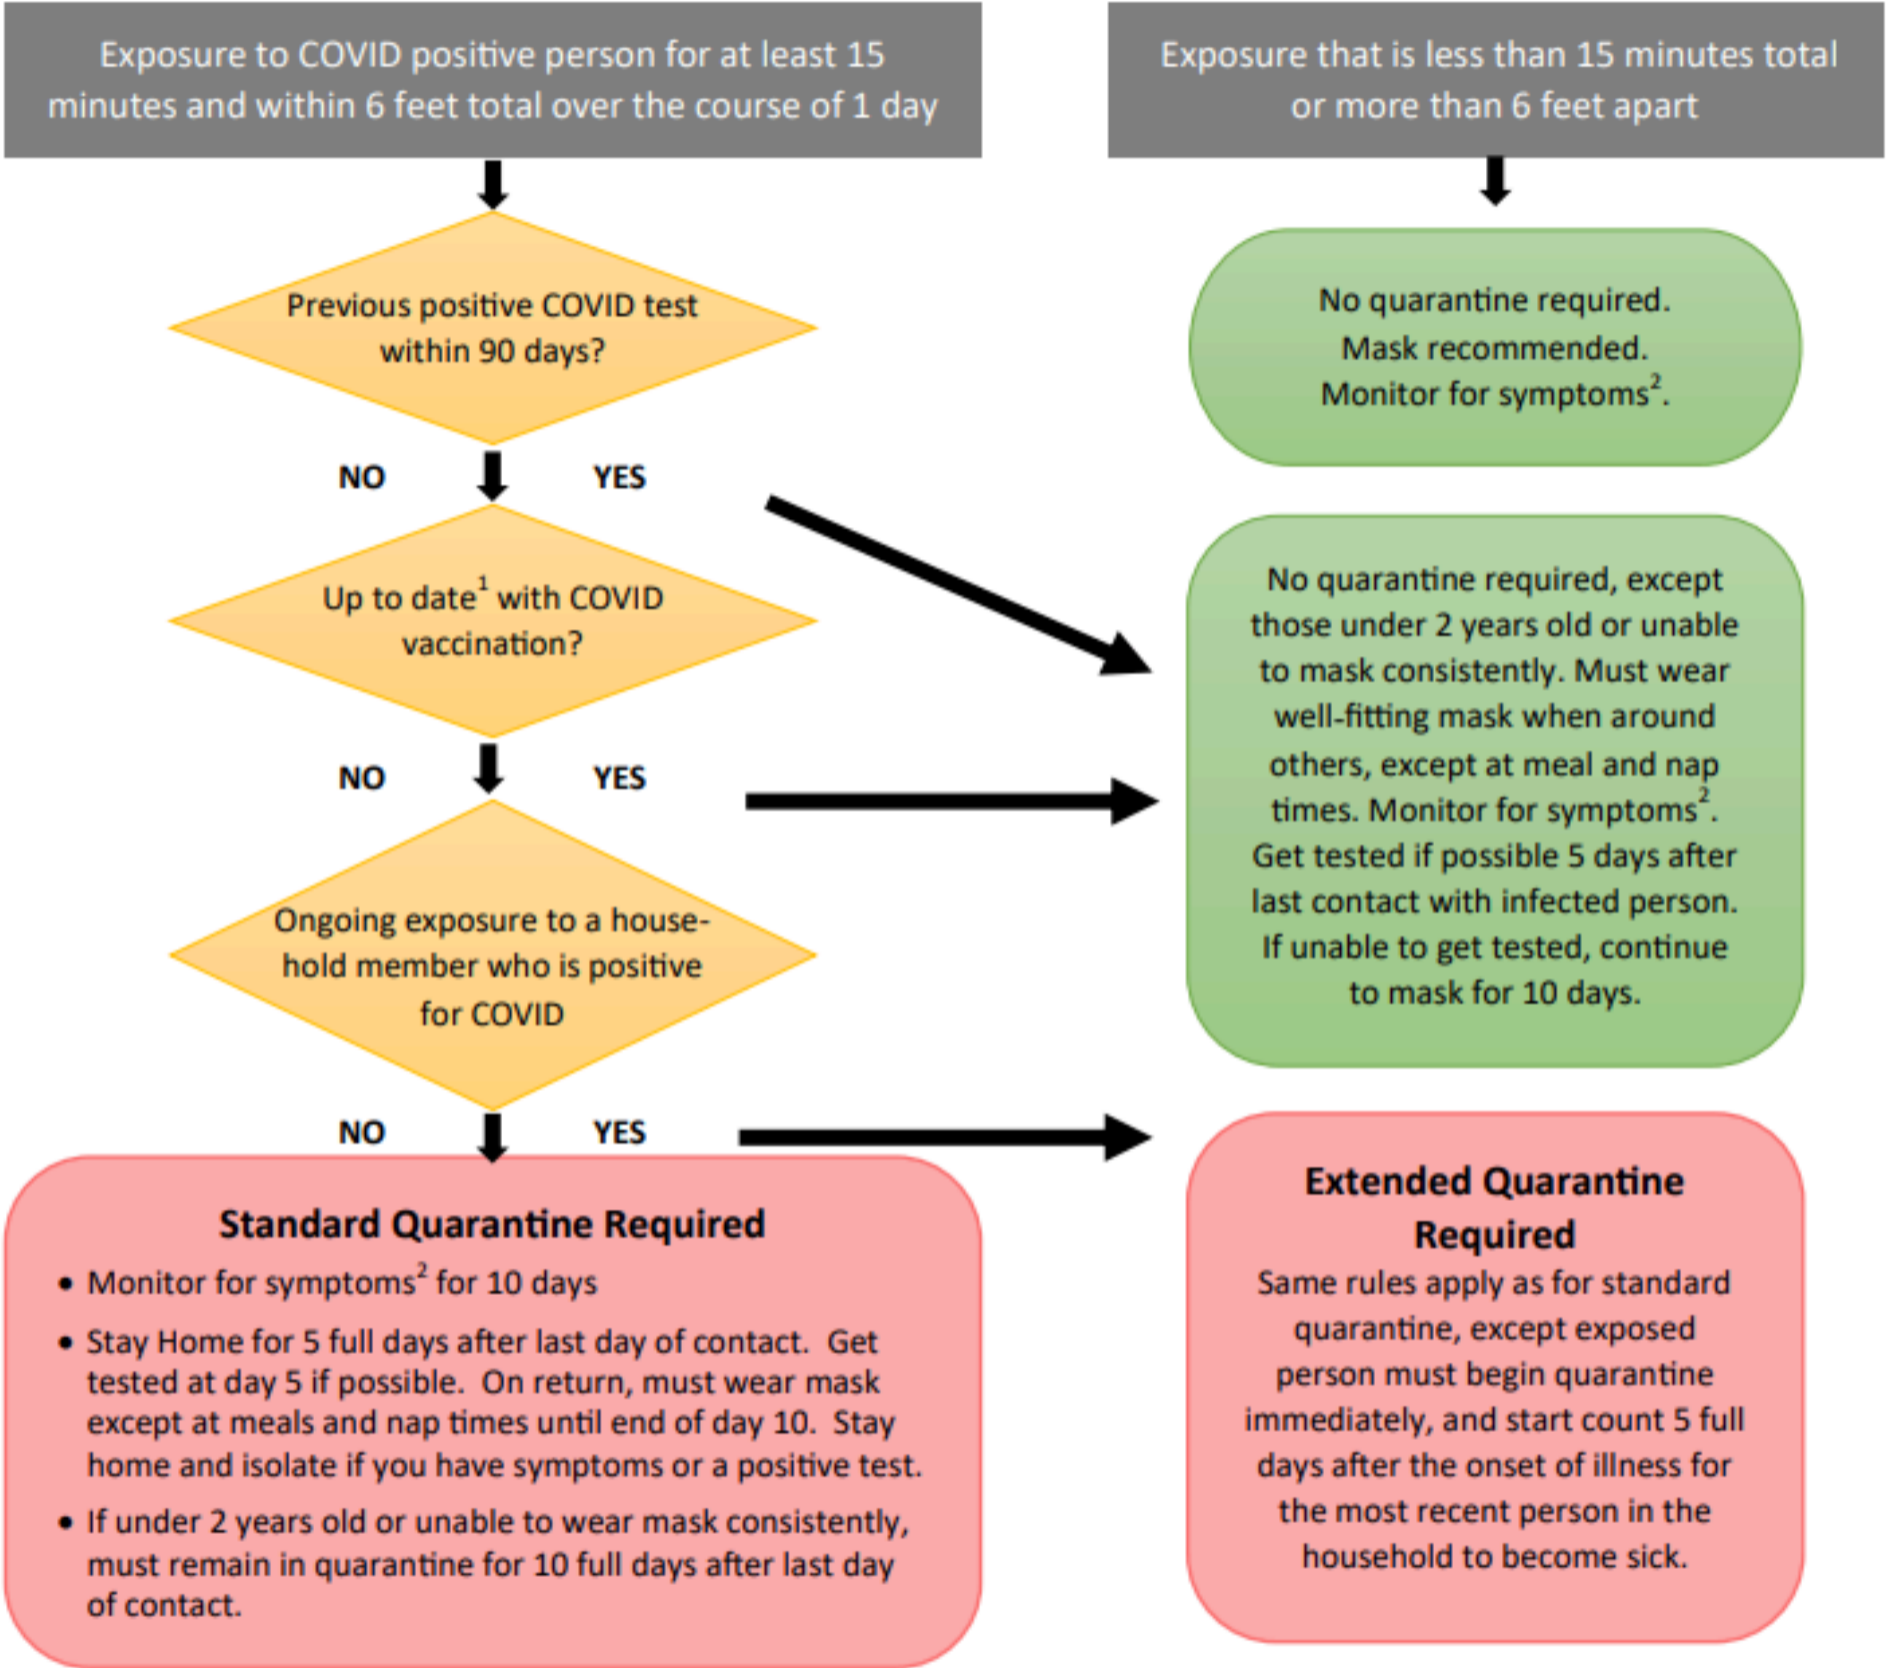 Exposure to COVID positive person for at least 15
minutes and within 6 feet total over the course of 1 day
Exposure that is less than 15 minutes total
or more than 6 feet apart
Previous positive COVID test
within 90 days?
No quarantine required.
Mask recommended.
Monitor for symptoms².
NO YES
Up to date¹ with COVID
vaccination?
No quarantine required, except
those under 2 years old or unable
to mask consistently. Must wear
well-fitting mask when around
others, except at meal and nap
times. Monitor for symptoms².
Get tested if possible 5 days after
last contact with infected person.
If unable to get tested, continue
to mask for 10 days.
NO YES
Ongoing exposure to a house-
hold member who is positive
for COVID
NO YES
Standard Quarantine Required
• Monitor for symptoms² for 10 days
• Stay Home for 5 full days after last day of contact. Get
tested at day 5 if possible. On return, must wear mask
except at meals and nap times until end of day 10. Stay
home and isolate if you have symptoms or a positive test.
• If under 2 years old or unable to wear mask consistently,
must remain in quarantine for 10 full days after last day
of contact.
Extended Quarantine
Required
Same rules apply as for standard
quarantine, except exposed
person must begin quarantine
immediately, and start count 5 full
days after the onset of illness for
the most recent person in the
household to become sick.